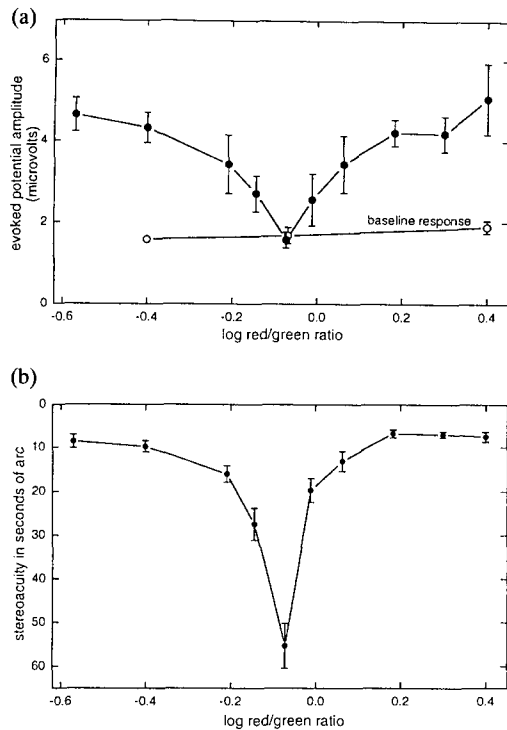 (a)
evoked potential amplitude
(microvolts)
6
4
2
0
baseline response
-0.6 -0.4 -0.2 0.0 0.2 0.4
log red/green ratio
(b)
stereoacuity in seconds of arc
0
10
20
30
40
50
60
-0.6 -0.4 -0.2 0.0 0.2 0.4
log red/green ratio